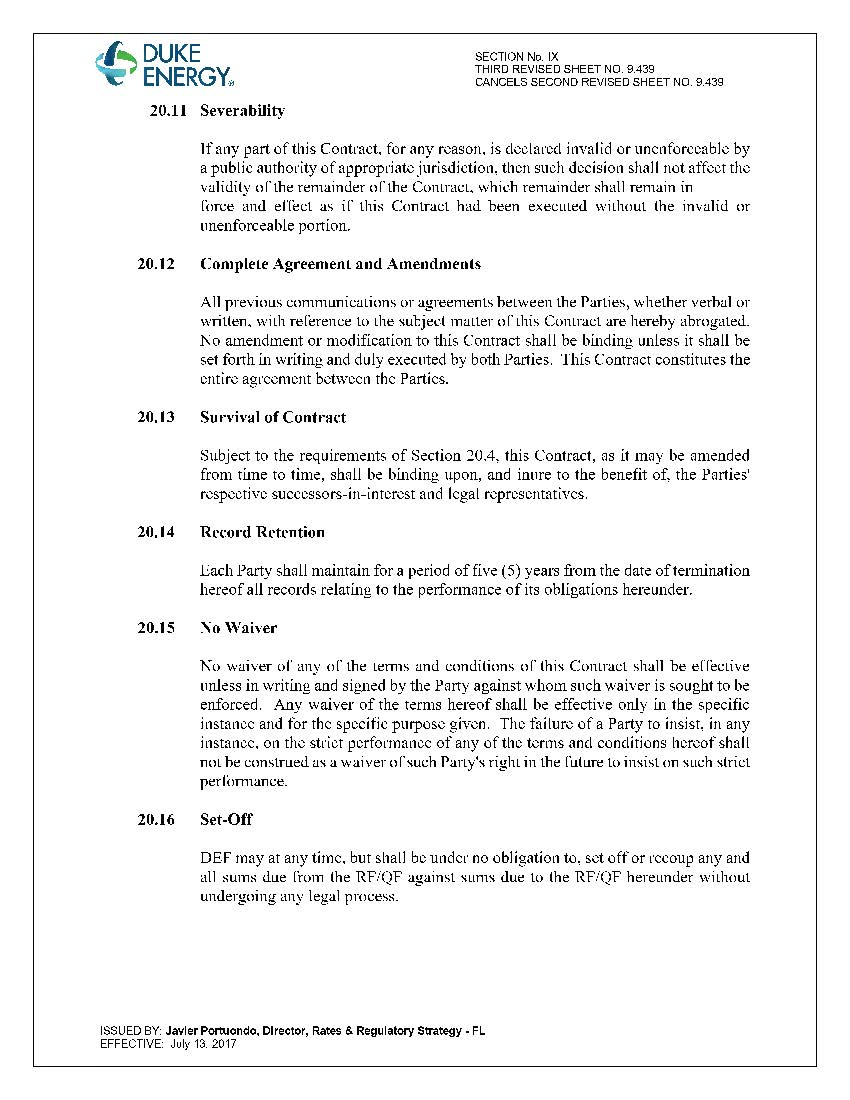 DUKE
ENERGY®
SECTION No. IX
THIRD REVISED SHEET NO. 9.439
CANCELS SECOND REVISED SHEET NO. 9.439
20.11 Severability
If any part of this Contract, for any reason, is declared invalid or unenforceable by
a public authority of appropriate jurisdiction, then such decision shall not affect the
validity of the remainder of the Contract, which remainder shall remain in
force and effect as if this Contract had been executed without the invalid or
unenforceable portion.
20.12 Complete Agreement and Amendments
All previous communications or agreements between the Parties, whether verbal or
written, with reference to the subject matter of this Contract are hereby abrogated.
No amendment or modification to this Contract shall be binding unless it shall be
set forth in writing and duly executed by both Parties. This Contract constitutes the
entire agreement between the Parties.
20.13 Survival of Contract
Subject to the requirements of Section 20.4, this Contract, as it may be amended
from time to time, shall be binding upon, and inure to the benefit of, the Parties'
respective successors-in-interest and legal representatives.
20.14 Record Retention
Each Party shall maintain for a period of five (5) years from the date of termination
hereof all records relating to the performance of its obligations hereunder.
20.15 No Waiver
No waiver of any of the terms and conditions of this Contract shall be effective
unless in writing and signed by the Party against whom such waiver is sought to be
enforced. Any waiver of the terms hereof shall be effective only in the specific
instance and for the specific purpose given. The failure of a Party to insist, in any
instance, on the strict performance of any of the terms and conditions hereof shall
not be construed as a waiver of such Party's right in the future to insist on such strict
performance.
20.16 Set-Off
DEF may at any time, but shall be under no obligation to, set off or recoup any and
all sums due from the RF/QF against sums due to the RF/QF hereunder without
undergoing any legal process.
ISSUED BY: Javier Portuondo, Director, Rates & Regulatory Strategy - FL
EFFECTIVE: July 13, 2017